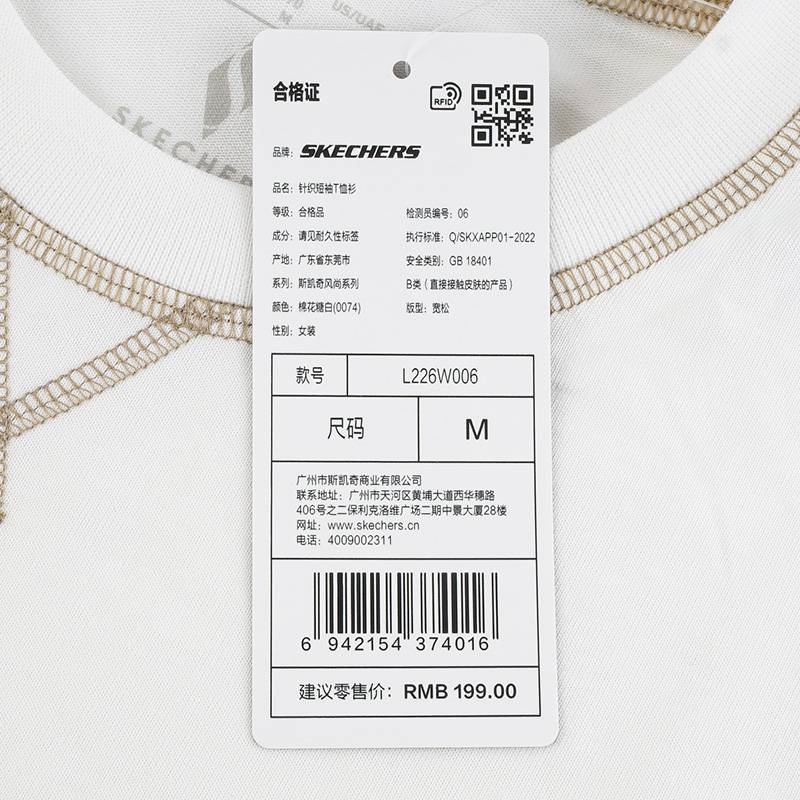 US/UAE
M
SKECHERS
合格证
RFID
品牌：SKECHERS
品名：针织短袖T恤衫
等级：合格品 检测员编号：06
成分：请见耐久性标签 执行标准：Q/SKXAPP01-2022
产地：广东省东莞市 安全类别：GB 18401
系列：斯凯奇风尚系列 B类（直接接触皮肤的产品）
颜色：棉花糖白(0074) 版型：宽松
性别：女装
款号 L226W006
尺码 M
广州市斯凯奇商业有限公司
联系地址：广州市天河区黄埔大道西华穗路
406号之二保利克洛维广场二期中景大厦28楼
网址：www.skechers.cn
电话：4009002311
6 942154 374016
建议零售价：RMB 199.00